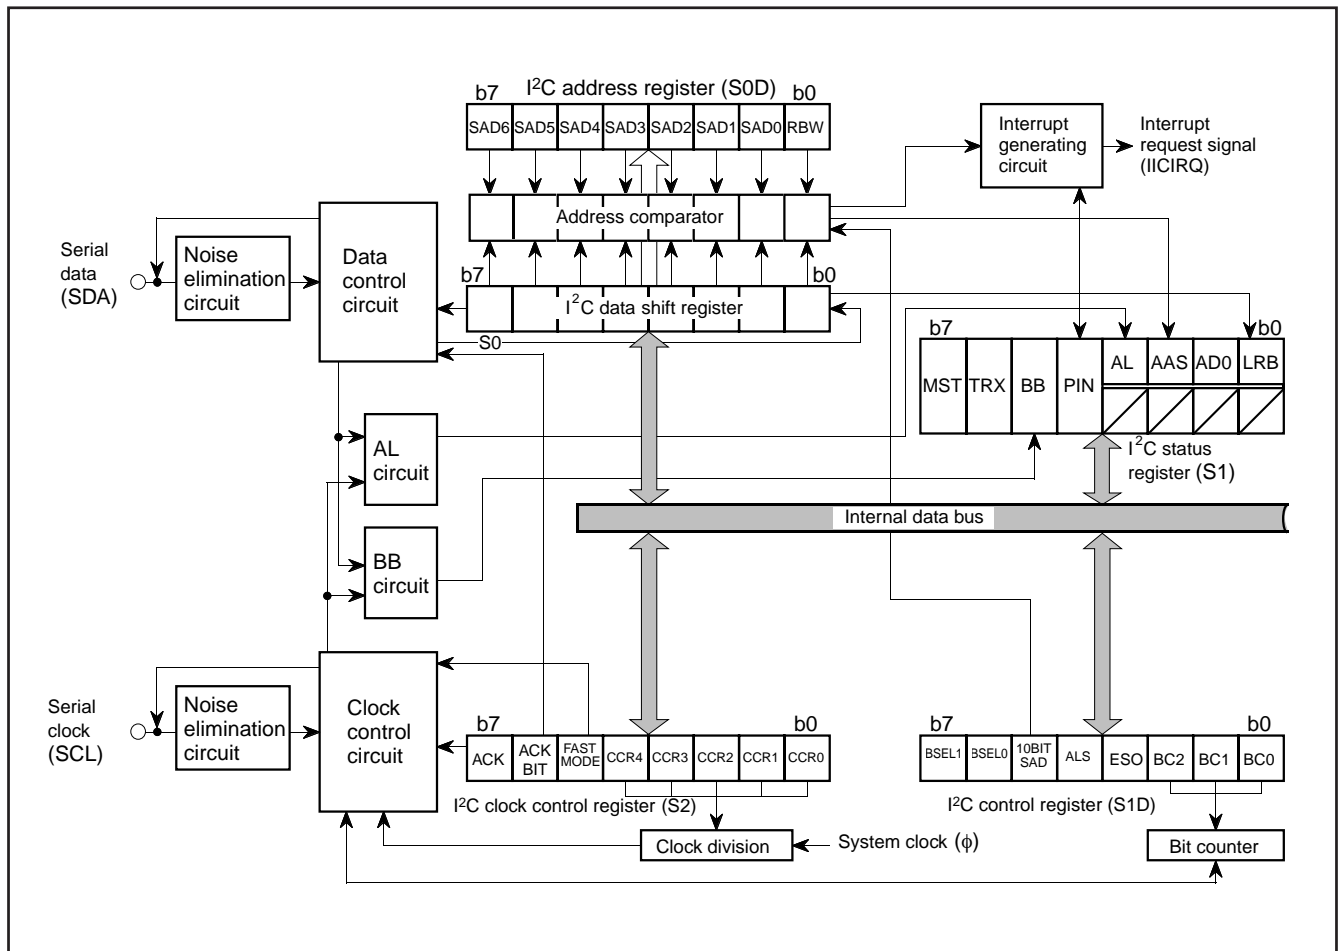 I²C address register (S0D)
b7 b0
SAD6 SAD5 SAD4 SAD3 SAD2 SAD1 SAD0 RBW
Interrupt
generating
circuit
Interrupt
request signal
(IICIRQ)
Address comparator
Serial
data
(SDA)
Noise
elimination
circuit
Data
control
circuit
b7 b0
I²C data shift register
S0
b7 b0
MST TRX BB PIN AL AAS AD0 LRB
I²C status
register (S1)
AL
circuit
Internal data bus
BB
circuit
Serial
clock
(SCL)
Noise
elimination
circuit
Clock
control
circuit
b7 b0
ACK ACK BIT FAST MODE CCR4 CCR3 CCR2 CCR1 CCR0
I²C clock control register (S2)
b7 b0
BSEL1 BSEL0 10BIT SAD ALS ESO BC2 BC1 BC0
I²C control register (S1D)
Clock division
System clock (ϕ)
Bit counter